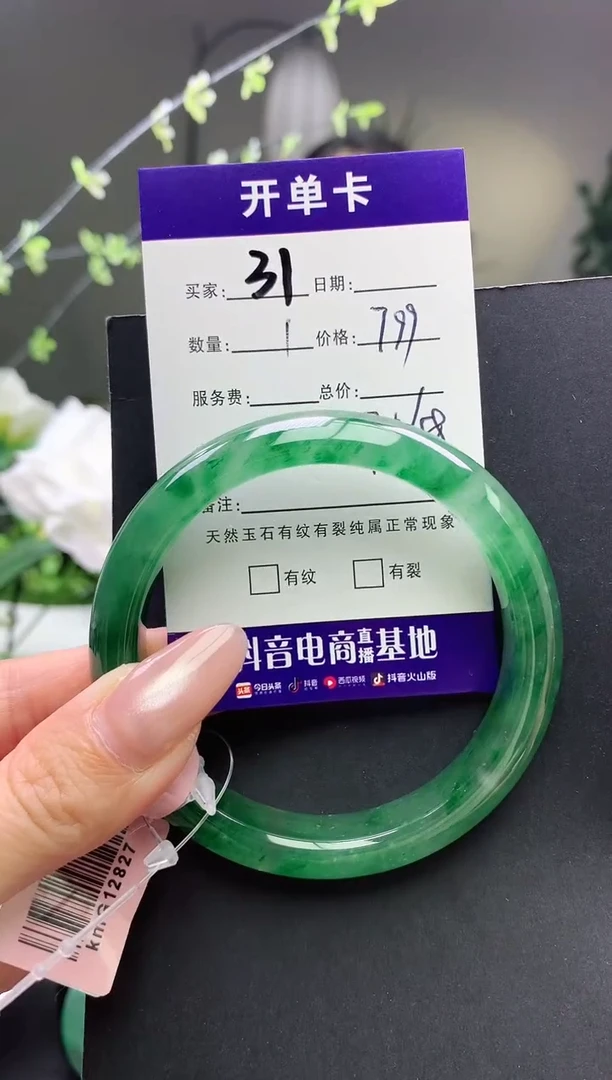 开单卡
买家: 31 日期:
数量: 1 价格: 799
服务费: 总价:
备注:
天然玉石有纹有裂纯属正常现象
有纹 有裂
抖音电商直播基地
头条 今日头条 抖音 西瓜视频 抖音火山版
12827